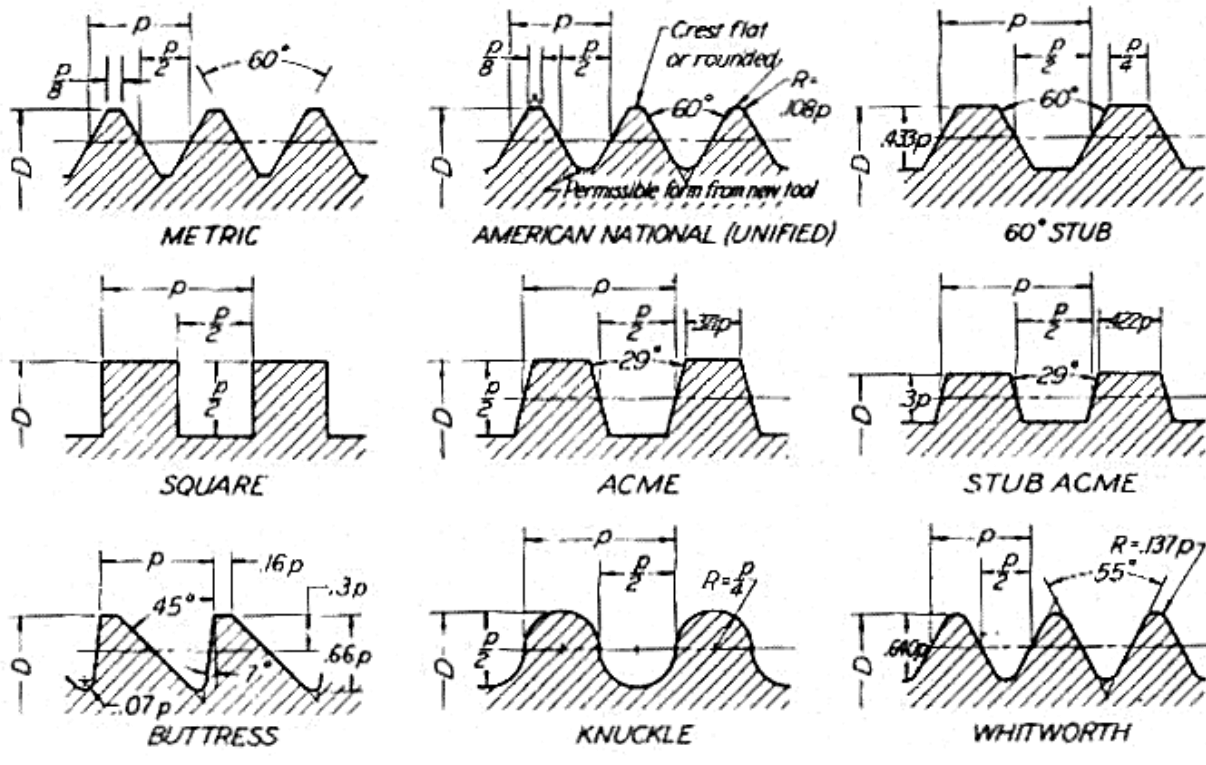 p
p/8
p/2
60°
D
METRIC
p
p/8
p/2
Crest flat
or rounded
R=
.108p
60°
D
Permissible form from new tool
AMERICAN NATIONAL (UNIFIED)
p
p/2
p/4
60°
.433p
D
60° STUB
p
p/2
p/2
D
SQUARE
p
p/2
.371p
29°
p/2
D
ACME
p
p/2
.422p
29°
.3p
D
STUB ACME
p
.16p
45°
.3p
.66p
D
7°
.07p
BUTTRESS
p
p/2
R=p/4
p/2
D
KNUCKLE
p
p/2
R=.137p
55°
.640p
D
WHITWORTH